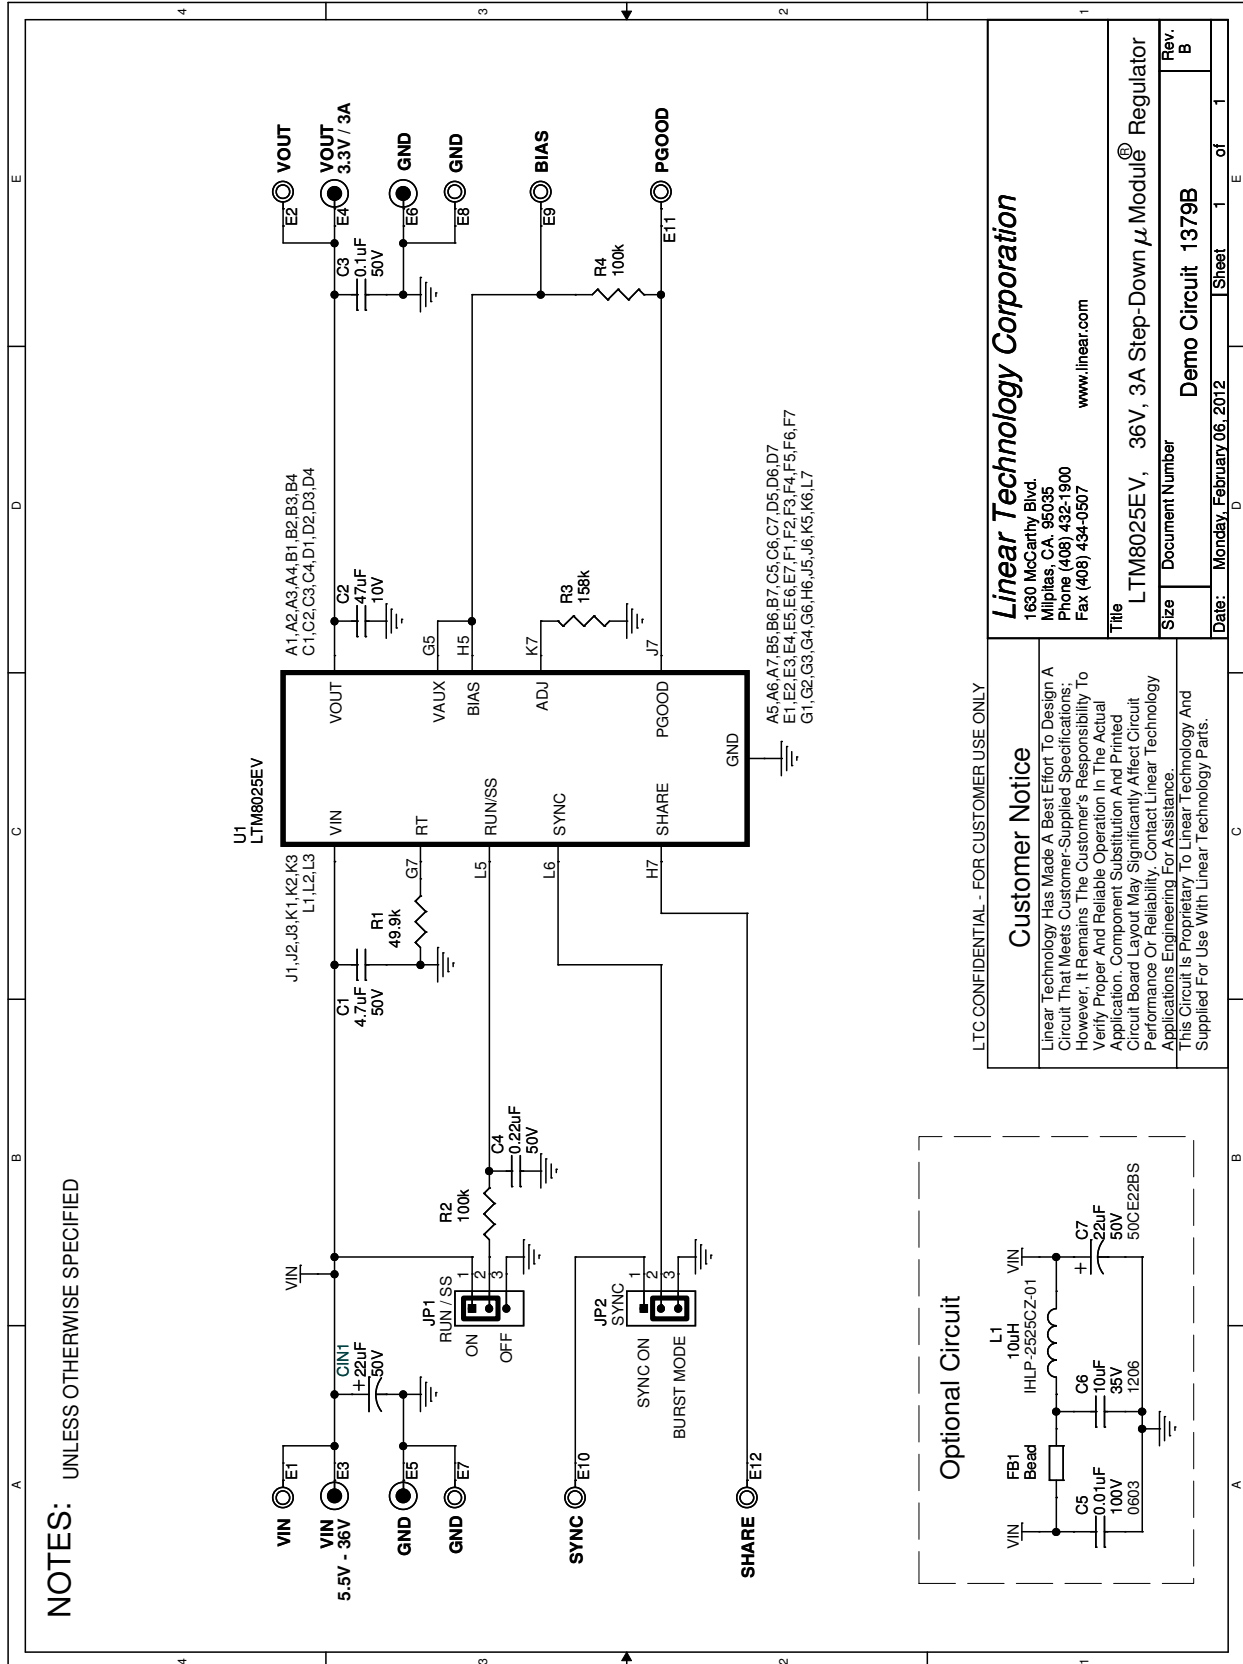 A
B
C
D
E
4
3
2
1
NOTES: UNLESS OTHERWISE SPECIFIED
VIN
E1
VIN
5.5V - 36V
E3
GND
E5
GND
E7
CIN1
+
22uF
50V
VIN
JP1
RUN / SS
ON
OFF
1
2
3
R2
100k
C4
0.22uF
50V
C1
4.7uF
50V
R1
49.9k
J1,J2,J3,K1,K2,K3
L1,L2,L3
G7
L5
L6
H7
U1
LTM8025EV
VIN
RT
RUN/SS
SYNC
SHARE
VOUT
VAUX
BIAS
ADJ
PGOOD
GND
A1,A2,A3,A4,B1,B2,B3,B4
C1,C2,C3,C4,D1,D2,D3,D4
C2
47uF
10V
G5
H5
K7
J7
R3
158k
A5,A6,A7,B5,B6,B7,C5,C6,C7,D5,D6,D7
E1,E2,E3,E4,E5,E6,E7,F1,F2,F3,F4,F5,F6,F7
G1,G2,G3,G4,G6,H6,J5,J6,K5,K6,L7
C3
0.1uF
50V
R4
100k
E2
VOUT
E4
VOUT
3.3V / 3A
E6
GND
E8
GND
E9
BIAS
E11
PGOOD
SYNC
E10
JP2
SYNC
SYNC ON
BURST MODE
1
2
3
SHARE
E12
Optional Circuit
VIN
FB1
Bead
C5
0.01uF
100V
0603
C6
10uF
35V
1206
L1
10uH
IHLP-2525CZ-01
VIN
+
C7
22uF
50V
50CE22BS
LTC CONFIDENTIAL - FOR CUSTOMER USE ONLY
Customer Notice
Linear Technology Has Made A Best Effort To Design A
Circuit That Meets Customer-Supplied Specifications;
However, It Remains The Customer's Responsibility To
Verify Proper And Reliable Operation In The Actual
Application. Component Substitution And Printed
Circuit Board Layout May Significantly Affect Circuit
Performance Or Reliability. Contact Linear Technology
Applications Engineering For Assistance.
This Circuit Is Proprietary To Linear Technology And
Supplied For Use With Linear Technology Parts.
Linear Technology Corporation
1630 McCarthy Blvd.
Milpitas, CA. 95035
Phone (408) 432-1900
Fax (408) 434-0507
www.linear.com
Title
LTM8025EV, 36V, 3A Step-Down µModule® Regulator
Size
Document Number
Demo Circuit 1379B
Rev.
B
Date: Monday, February 06, 2012
Sheet 1 of 1
A
B
C
D
E
4
3
2
1